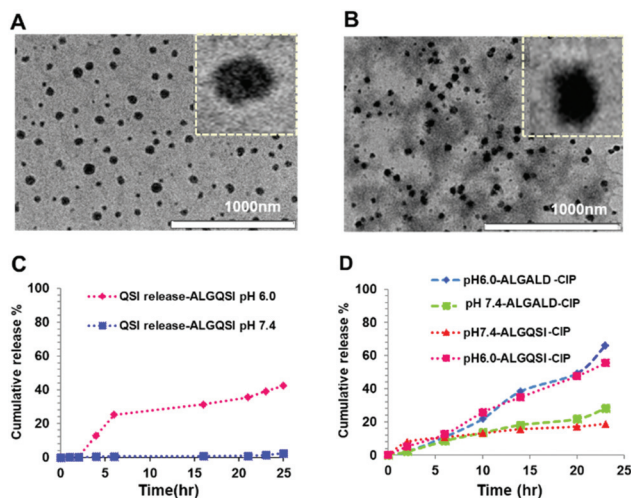 A
B
1000nm
1000nm
C
D
QSI release-ALGQSI pH 6.0
QSI release-ALGQSI pH 7.4
Cumulative release %
100
80
60
40
20
0
0 5 10 15 20 25
Time(hr)
pH6.0-ALGALD-CIP
pH 7.4-ALGALD-CIP
pH7.4-ALGQSI-CIP
pH6.0-ALGQSI-CIP
Cumulative release %
100
80
60
40
20
0
0 5 10 15 20 25
Time(hr)